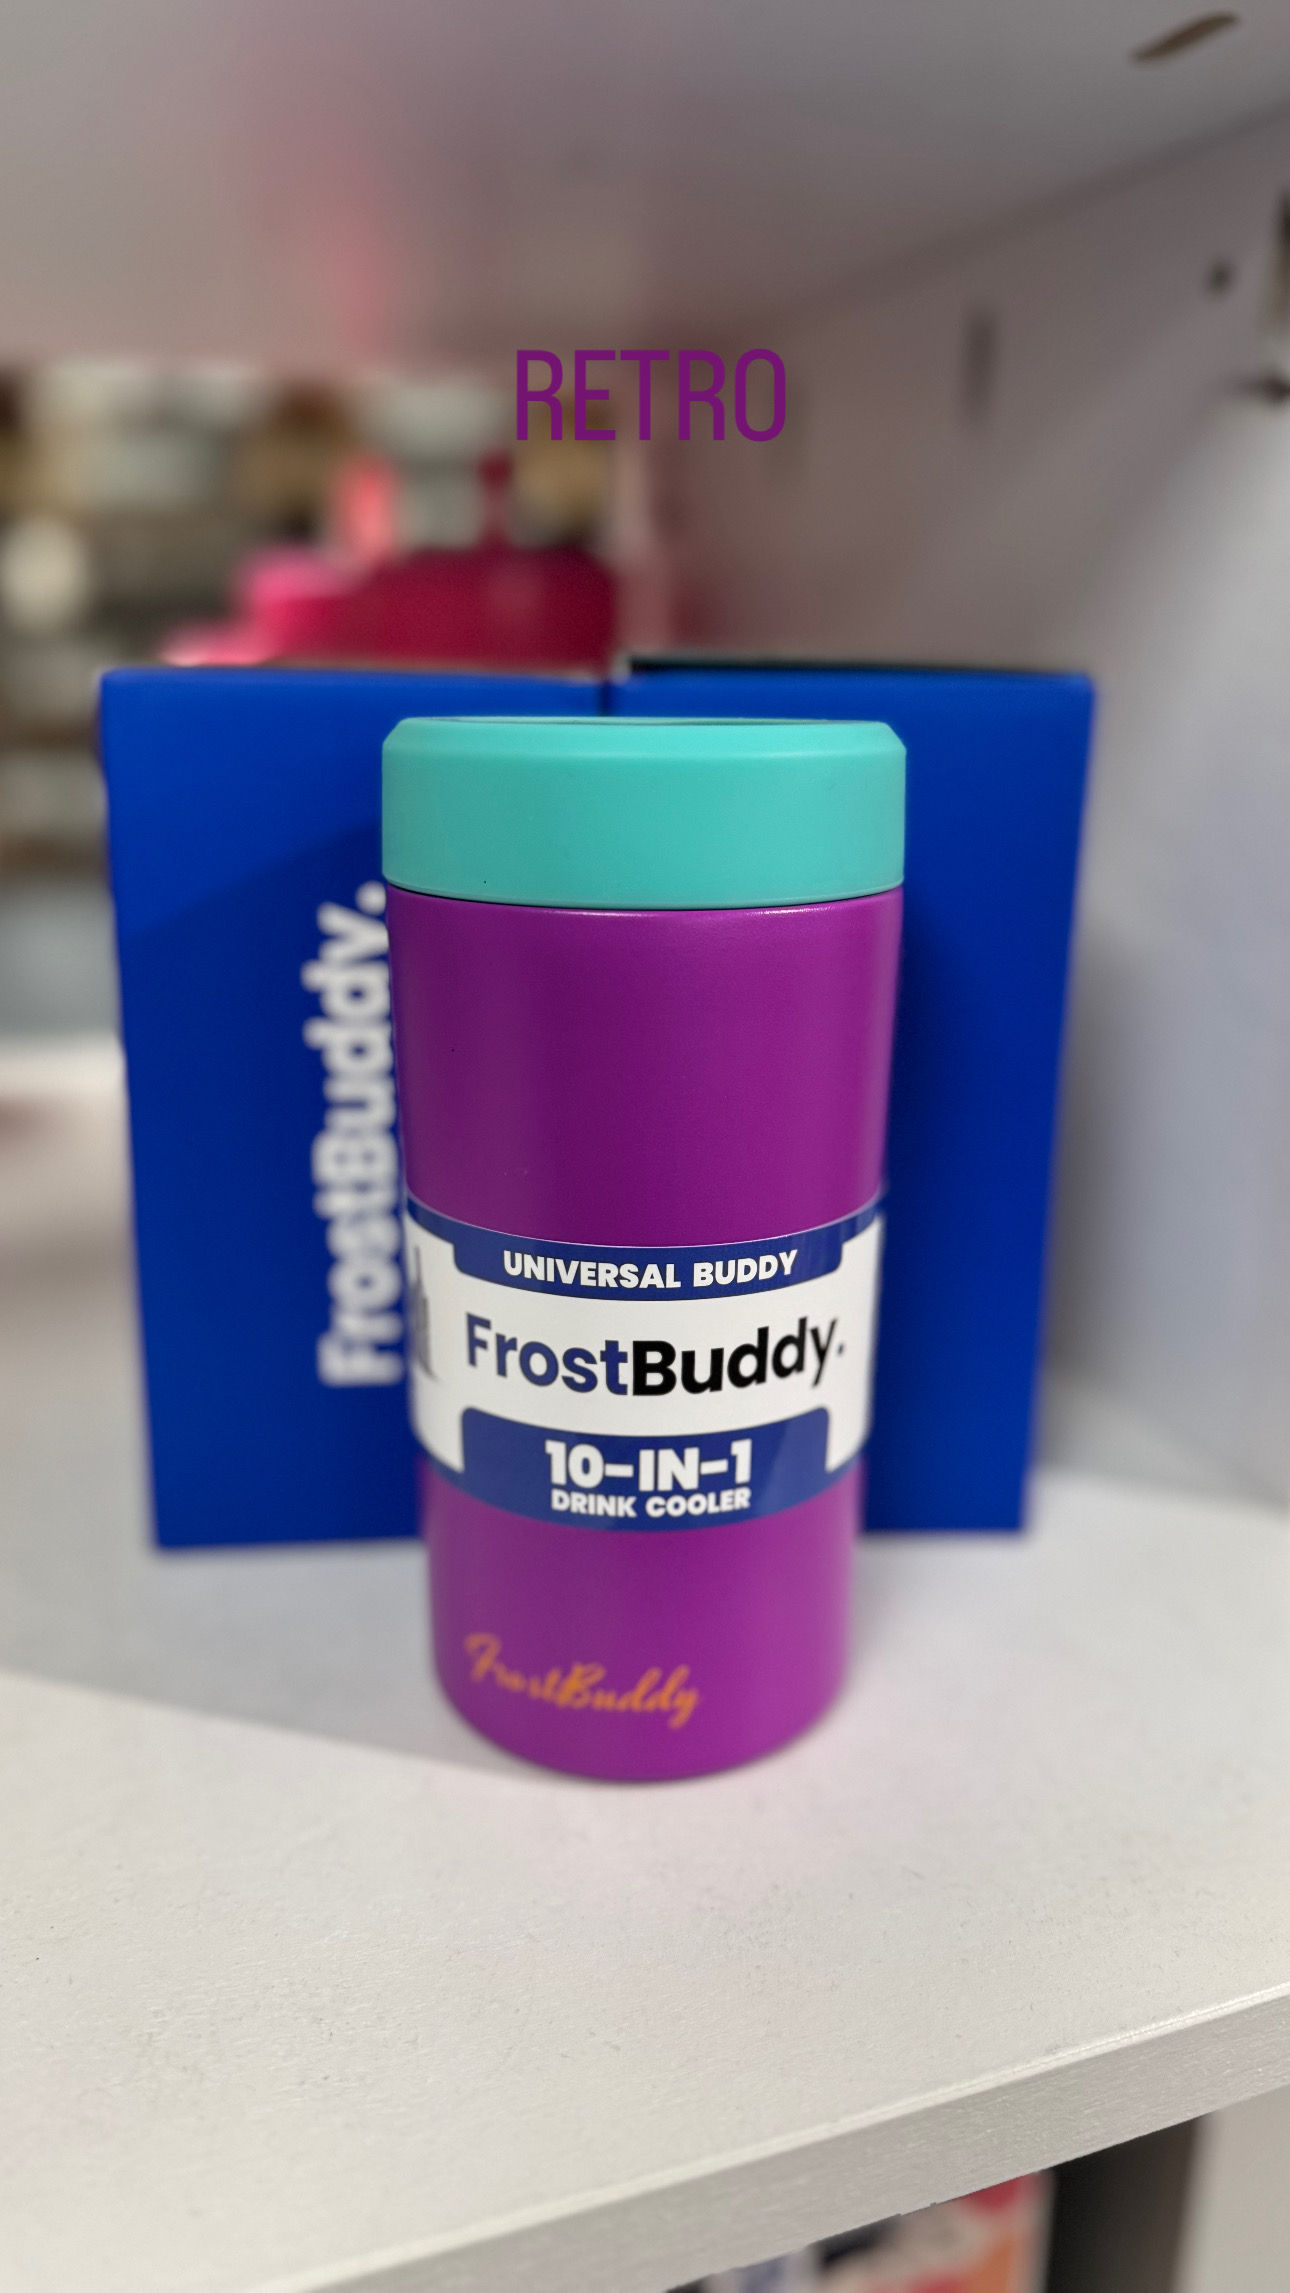 RETRO
FrostBuddy.
UNIVERSAL BUDDY
FrostBuddy.
10-IN-1
DRINK COOLER
FrostBuddy